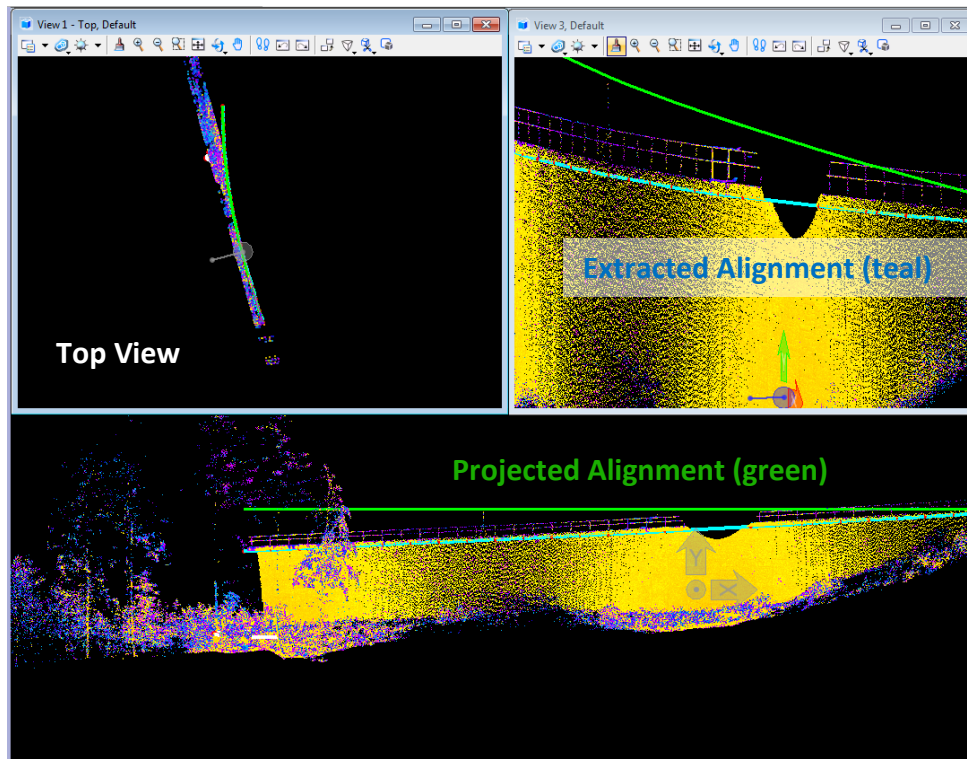 View 1 - Top, Default
View 3, Default
Extracted Alignment (teal)
Top View
Projected Alignment (green)
Y
X